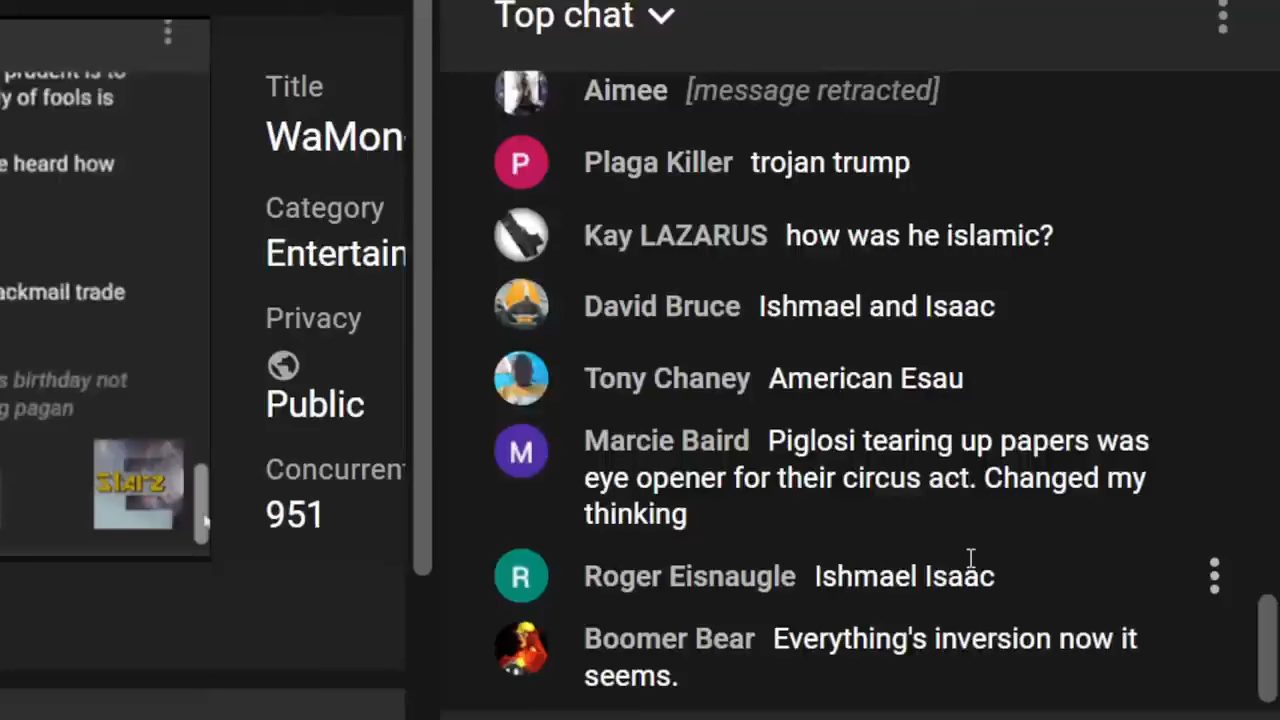 Top chat
prudent is to
y of fools is
e heard how
ackmail trade
s birthday not
g pagan
STARZ
Title
WaMon
Category
Entertain
Privacy
Public
Concurrent
951
Aimee [message retracted]
P Plaga Killer trojan trump
Kay LAZARUS how was he islamic?
David Bruce Ishmael and Isaac
Tony Chaney American Esau
M Marcie Baird Piglosi tearing up papers was
eye opener for their circus act. Changed my
thinking
R Roger Eisnaugle Ishmael Isaac
Boomer Bear Everything's inversion now it
seems.